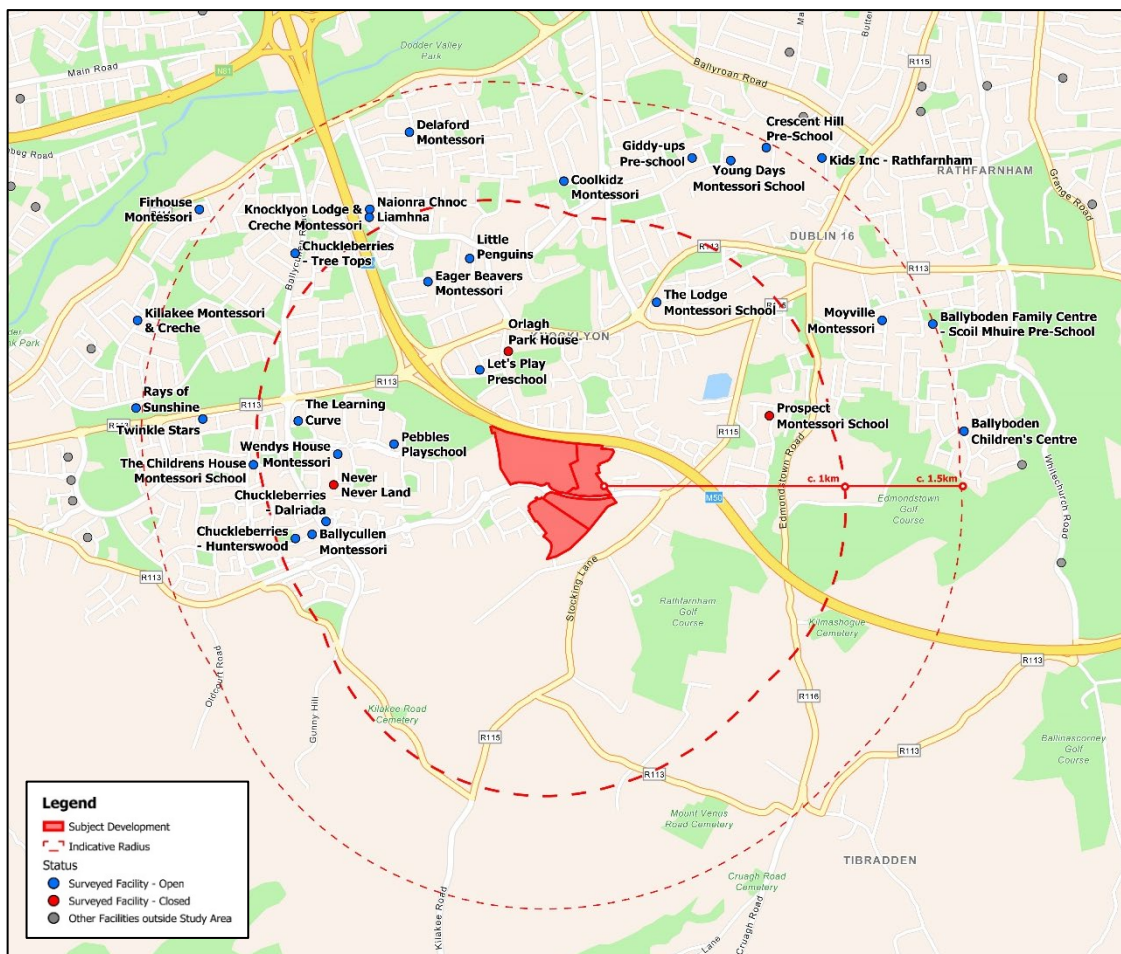 Dodder Valley
Park
Main Road
N81
Ballyroan Road
R115
Delaford
Montessori
Crescent Hill
Pre-School
Giddy-ups
Pre-school
Young Days
Montessori School
Kids Inc - Rathfarnham
RATHFARNHAM
Grange Road
Coolkidz
Montessori
Firhouse
Montessori
Knocklyon Lodge &
Creche Montessori
Naionra Chnoc
Liamhna
Ballycullen Road
Chuckleberries
- Tree Tops
Little
Penguins
Eager Beavers
Montessori
DUBLIN 16
R113
R113
The Lodge
Montessori School
Killakee Montessori
& Creche
Moyville
Montessori
Ballyboden Family Centre
- Scoil Mhuire Pre-School
Orlagh
Park House
KNOCKLYON
Let's Play
Preschool
R113
Rays of
Sunshine
R113
Twinkle Stars
The Learning
Curve
Wendys House
Montessori
Pebbles
Playschool
The Childrens House
Montessori School
Never
Never Land
Chuckleberries
Dalriada
Chuckleberries
- Hunterswood
Ballycullen
Montessori
Prospect
Montessori School
R115
Edmondstown Road
Ballyboden
Children's Centre
Whitechurch Road
c. 1km
c. 1.5km
M50
Edmondstown
Golf
Course
R113
Stocking Lane
Rathfarnham
Golf
Course
Kilmashogue
Cemetery
Oldcourt Road
Gunny Hill
Kilakee Road
Cemetery
R116
R113
R115
R113
R113
Ballinascorney
Golf
Course
Mount Venus
Road Cemetery
TIBRADDEN
Cruagh Road
Cemetery
Kilakee Road
Lane
Cruagh Road
Legend
Subject Development
Indicative Radius
Status
Surveyed Facility - Open
Surveyed Facility - Closed
Other Facilities outside Study Area